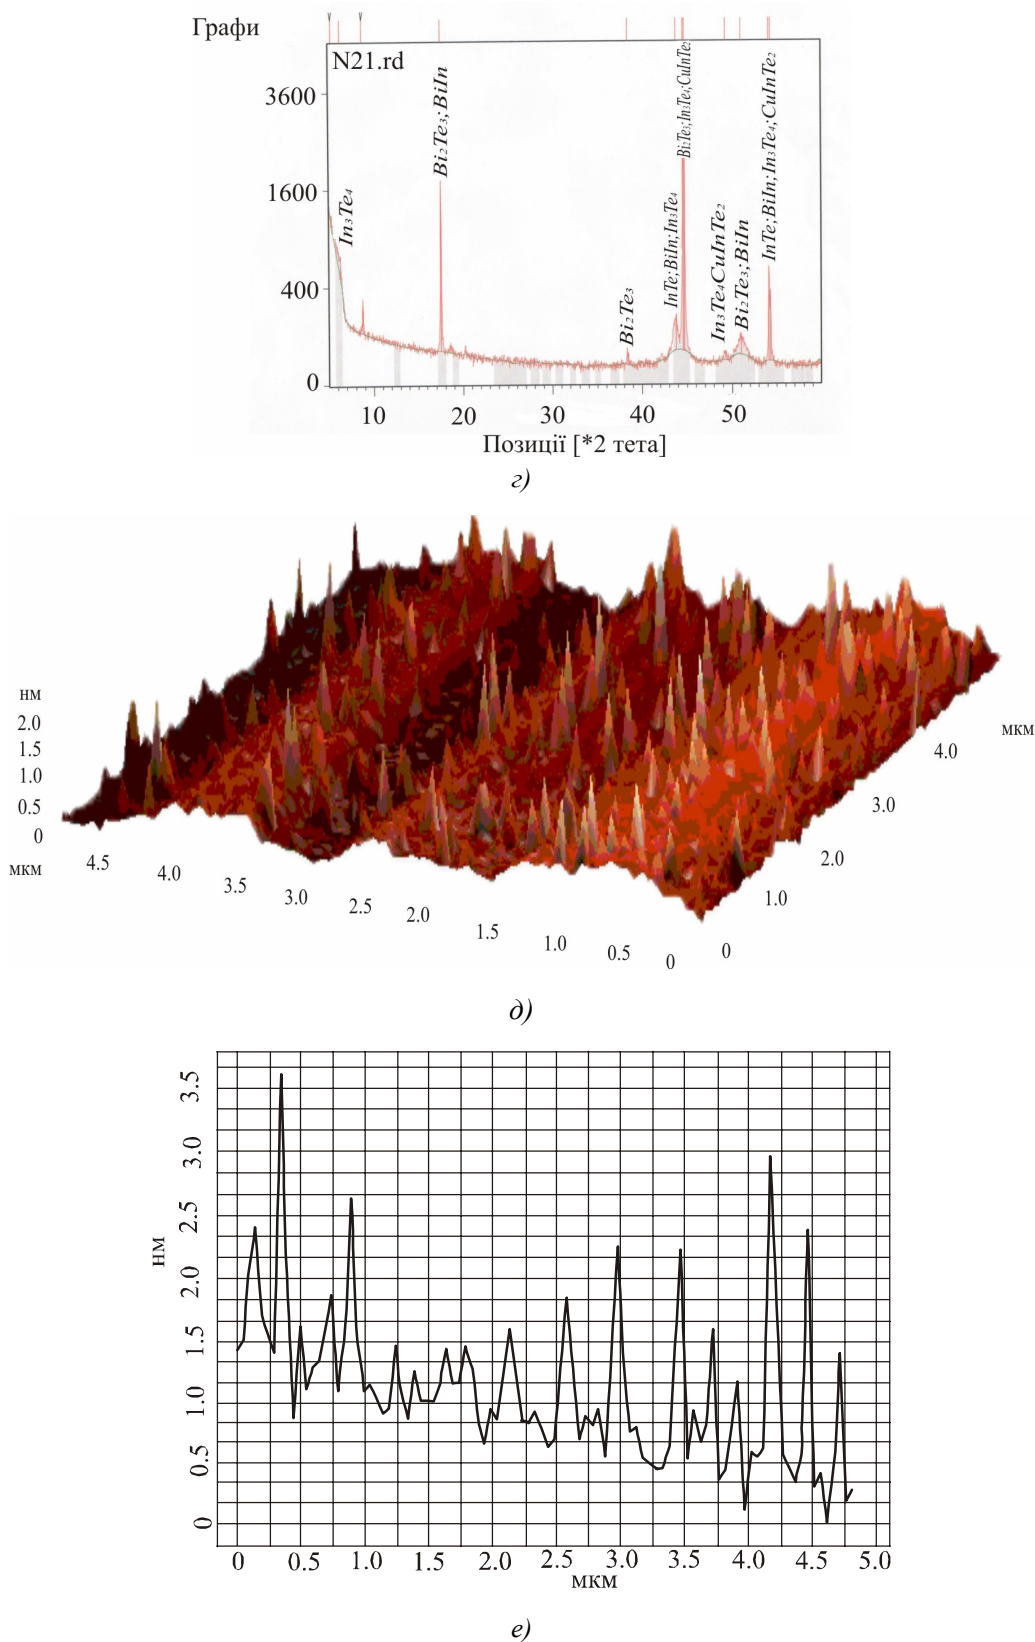 Графи
N21.rd
3600
1600
400
0
In₃Te₄
Bi₂Te₃;BiIn
Bi₂Te₃
InTe;BiIn;In₃Te₄
Bi₂Te₃;In₃Te₄;CuInTe₂
In₃Te₄CuInTe₂
Bi₂Te₃;BiIn
InTe;BiIn;In₃Te₄;CuInTe₂
10 20 30 40 50
Позиції [*2 тета]
г)
нм
2.0
1.5
1.0
0.5
0
мкм
4.5 4.0 3.5 3.0 2.5 2.0 1.5 1.0 0.5 0
0 1.0 2.0 3.0 4.0
мкм
д)
нм
3.5
3.0
2.5
2.0
1.5
1.0
0.5
0
0 0.5 1.0 1.5 2.0 2.5 3.0 3.5 4.0 4.5 5.0
мкм
е)